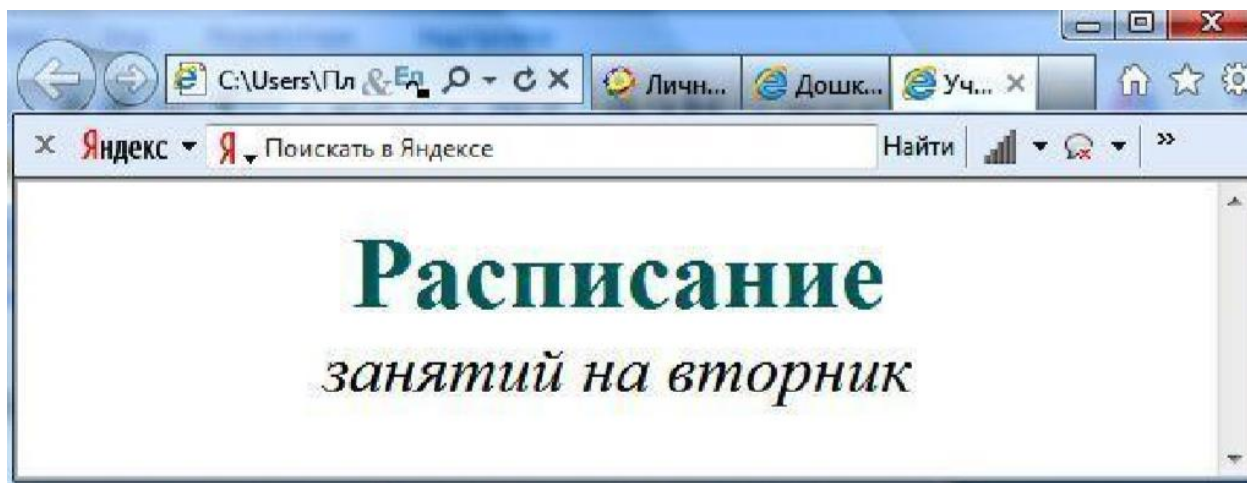 C:\Users\Пл
Личн...
Дошк...
Уч...
Яндекс Я Поискать в Яндексе Найти
Расписание
занятий на вторник